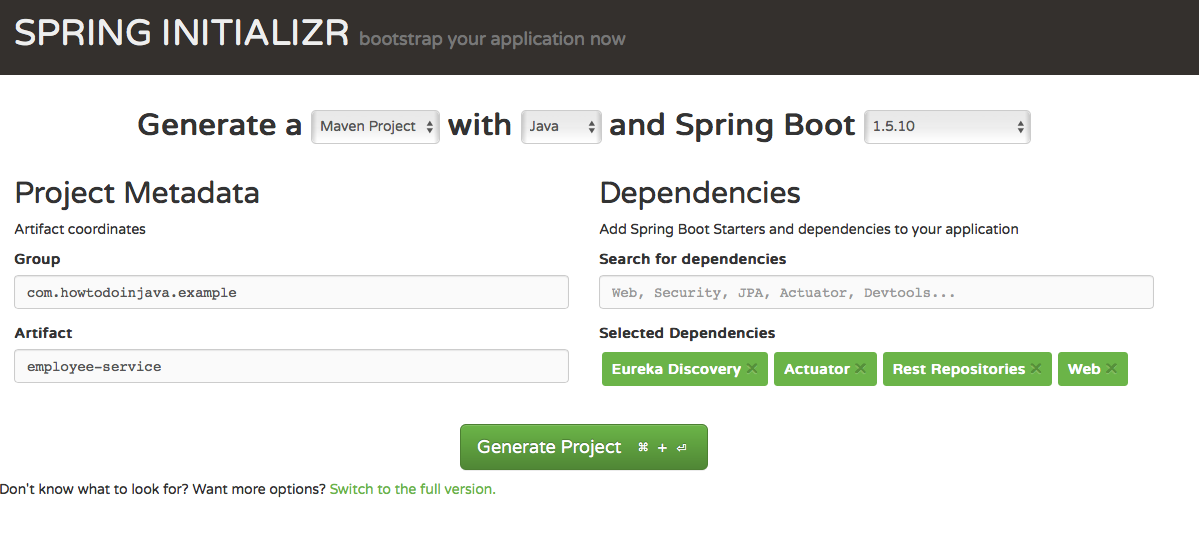 SPRING INITIALIZR bootstrap your application now
Generate a Maven Project with Java and Spring Boot 1.5.10
Project Metadata
Artifact coordinates
Group
com.howtodoinjava.example
Artifact
employee-service
Dependencies
Add Spring Boot Starters and dependencies to your application
Search for dependencies
Web, Security, JPA, Actuator, Devtools...
Selected Dependencies
Eureka Discovery × Actuator × Rest Repositories × Web ×
Generate Project ⌘ + ⏎
Don't know what to look for? Want more options? Switch to the full version.